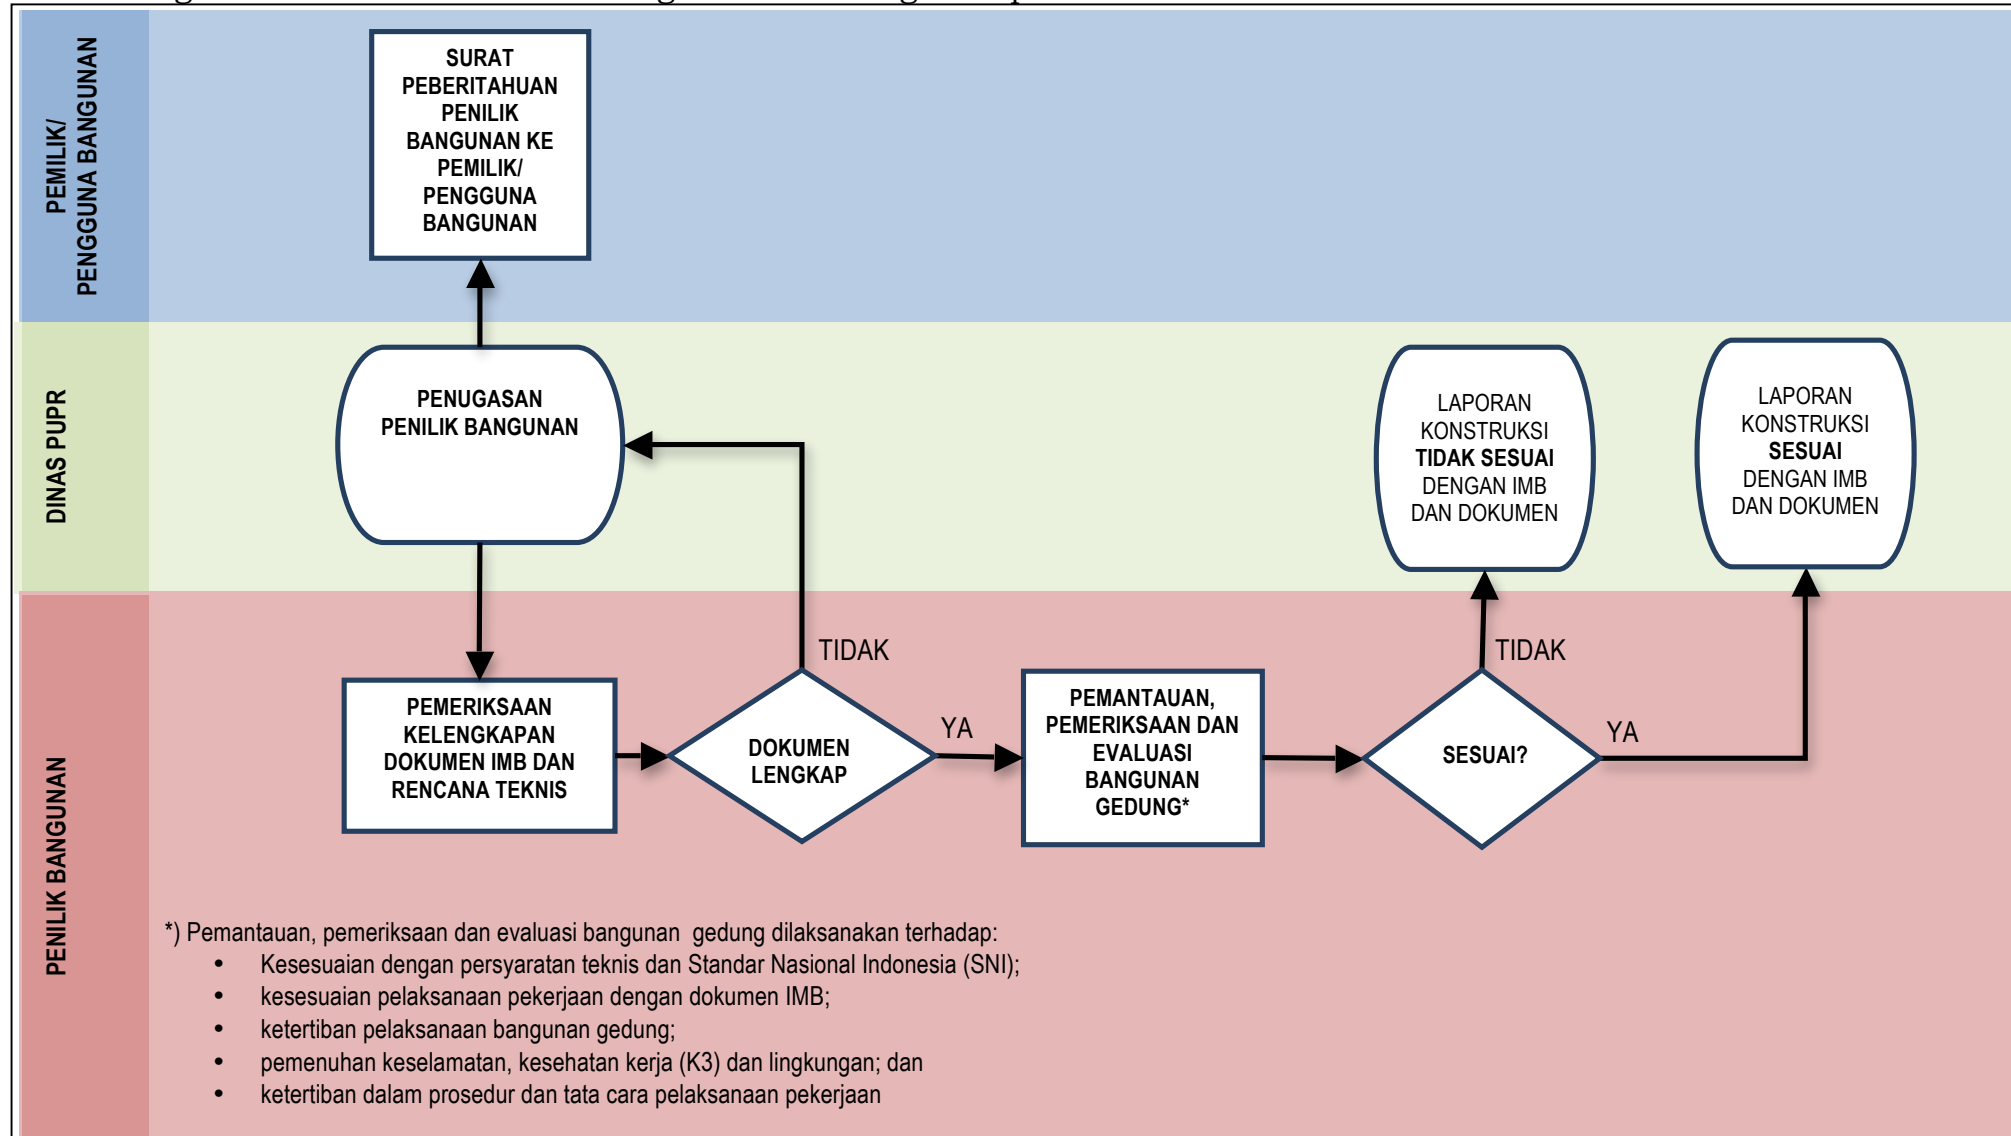 PEMILIK/
PENGGUNA BANGUNAN
SURAT
PEBERITAHUAN
PENILIK
BANGUNAN KE
PEMILIK/
PENGGUNA
BANGUNAN
DINAS PUPR
PENUGASAN
PENILIK BANGUNAN
LAPORAN
KONSTRUKSI
TIDAK SESUAI
DENGAN IMB
DAN DOKUMEN
LAPORAN
KONSTRUKSI
SESUAI
DENGAN IMB
DAN DOKUMEN
PENILIK BANGUNAN
PEMERIKSAAN
KELENGKAPAN
DOKUMEN IMB DAN
RENCANA TEKNIS
TIDAK
DOKUMEN
LENGKAP
YA
PEMANTAUAN,
PEMERIKSAAN DAN
EVALUASI
BANGUNAN
GEDUNG*
TIDAK
SESUAI?
YA
*) Pemantauan, pemeriksaan dan evaluasi bangunan  gedung dilaksanakan terhadap:
• Kesesuaian dengan persyaratan teknis dan Standar Nasional Indonesia (SNI);
• kesesuaian pelaksanaan pekerjaan dengan dokumen IMB;
• ketertiban pelaksanaan bangunan gedung;
• pemenuhan keselamatan, kesehatan kerja (K3) dan lingkungan; dan
• ketertiban dalam prosedur dan tata cara pelaksanaan pekerjaan